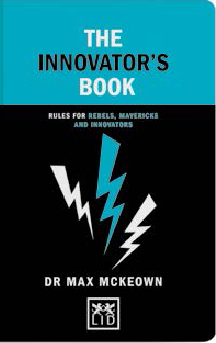 THE
INNOVATOR'S
BOOK
RULES FOR REBELS, MAVERICKS
AND INNOVATORS
DR MAX MCKEOWN
LID